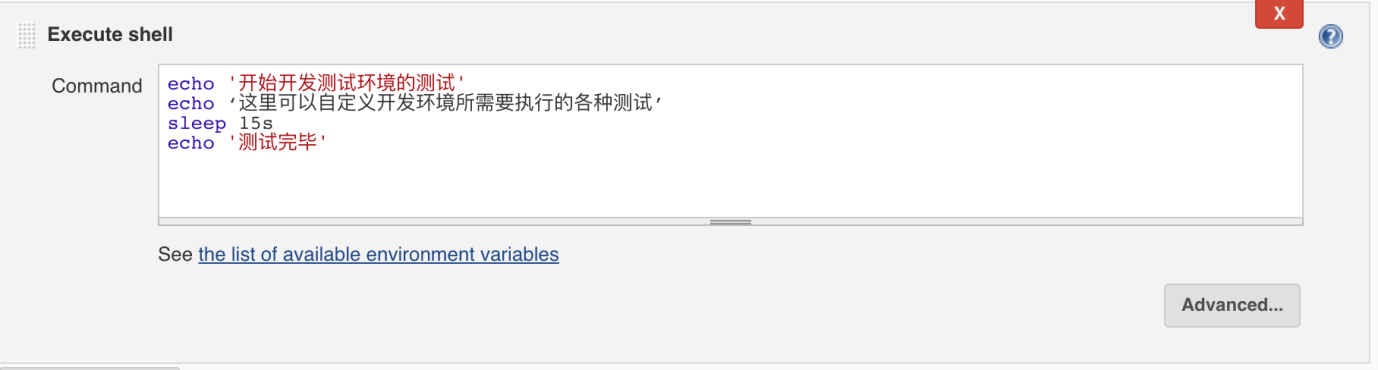 X
Execute shell
Command
echo '开始开发测试环境的测试'
echo ‘这里可以自定义开发环境所需要执行的各种测试’
sleep 15s
echo '测试完毕'
See the list of available environment variables
Advanced...